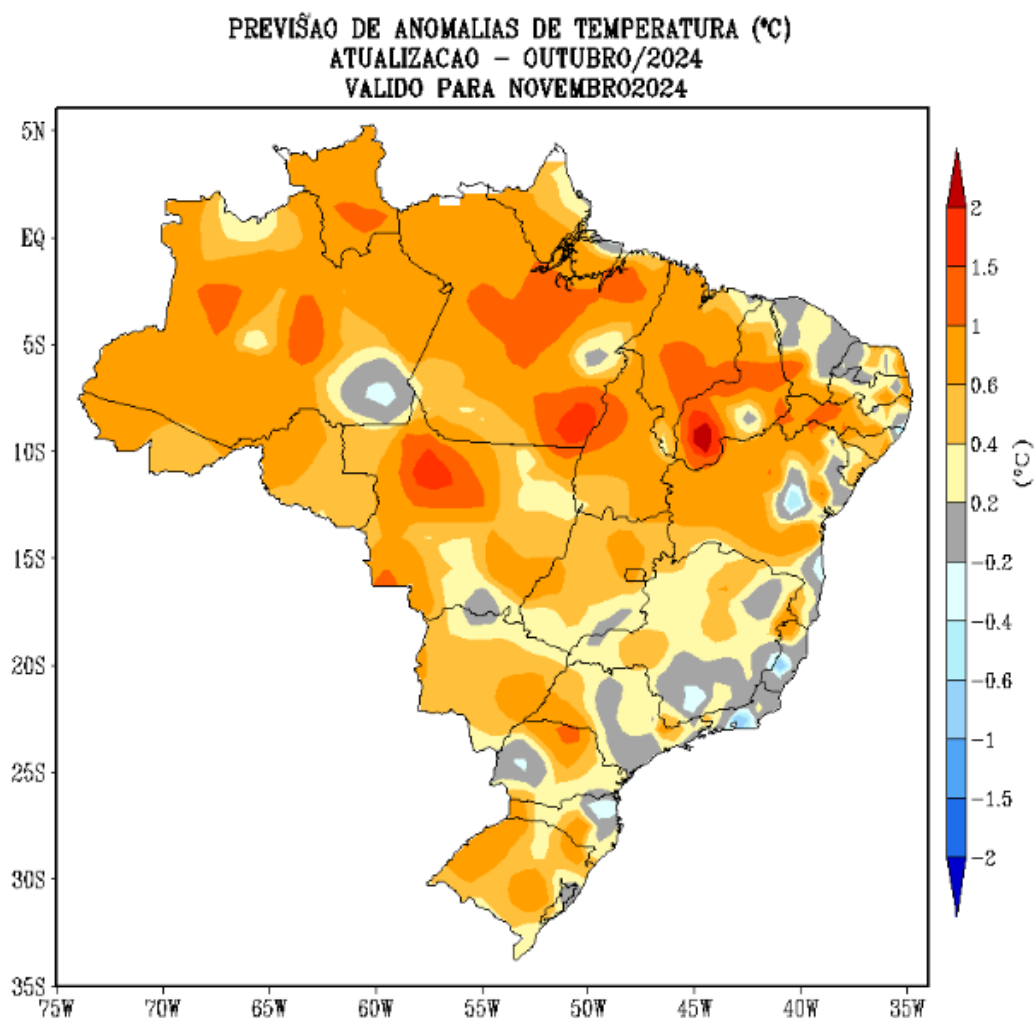 PREVISÃO DE ANOMALIAS DE TEMPERATURA (°C)
ATUALIZACAO - OUTUBRO/2024
VALIDO PARA NOVEMBRO2024
5N
EQ
5S
10S
15S
20S
25S
30S
35S
75W 70W 65W 60W 55W 50W 45W 40W 35W
2
1.5
1
0.6
0.4
0.2
-0.2
-0.4
-0.6
-1
-1.5
-2
(°C)